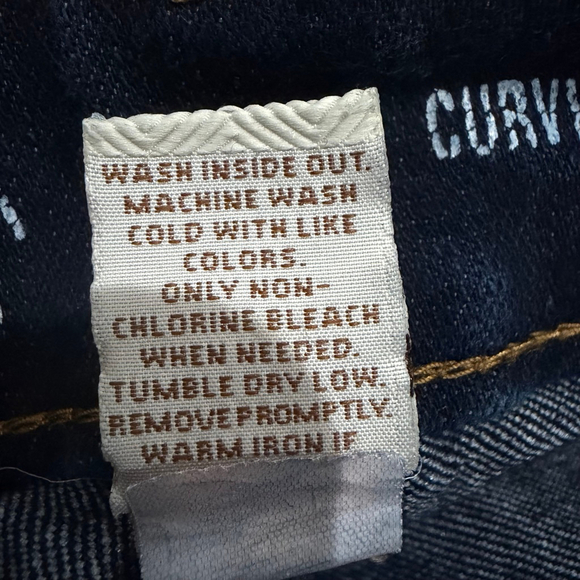 WASH INSIDE OUT.
MACHINE WASH
COLD WITH LIKE
COLORS.
ONLY NON-
CHLORINE BLEACH
WHEN NEEDED.
TUMBLE DRY LOW.
REMOVE PROMPTLY.
WARM IRON IF
CURV